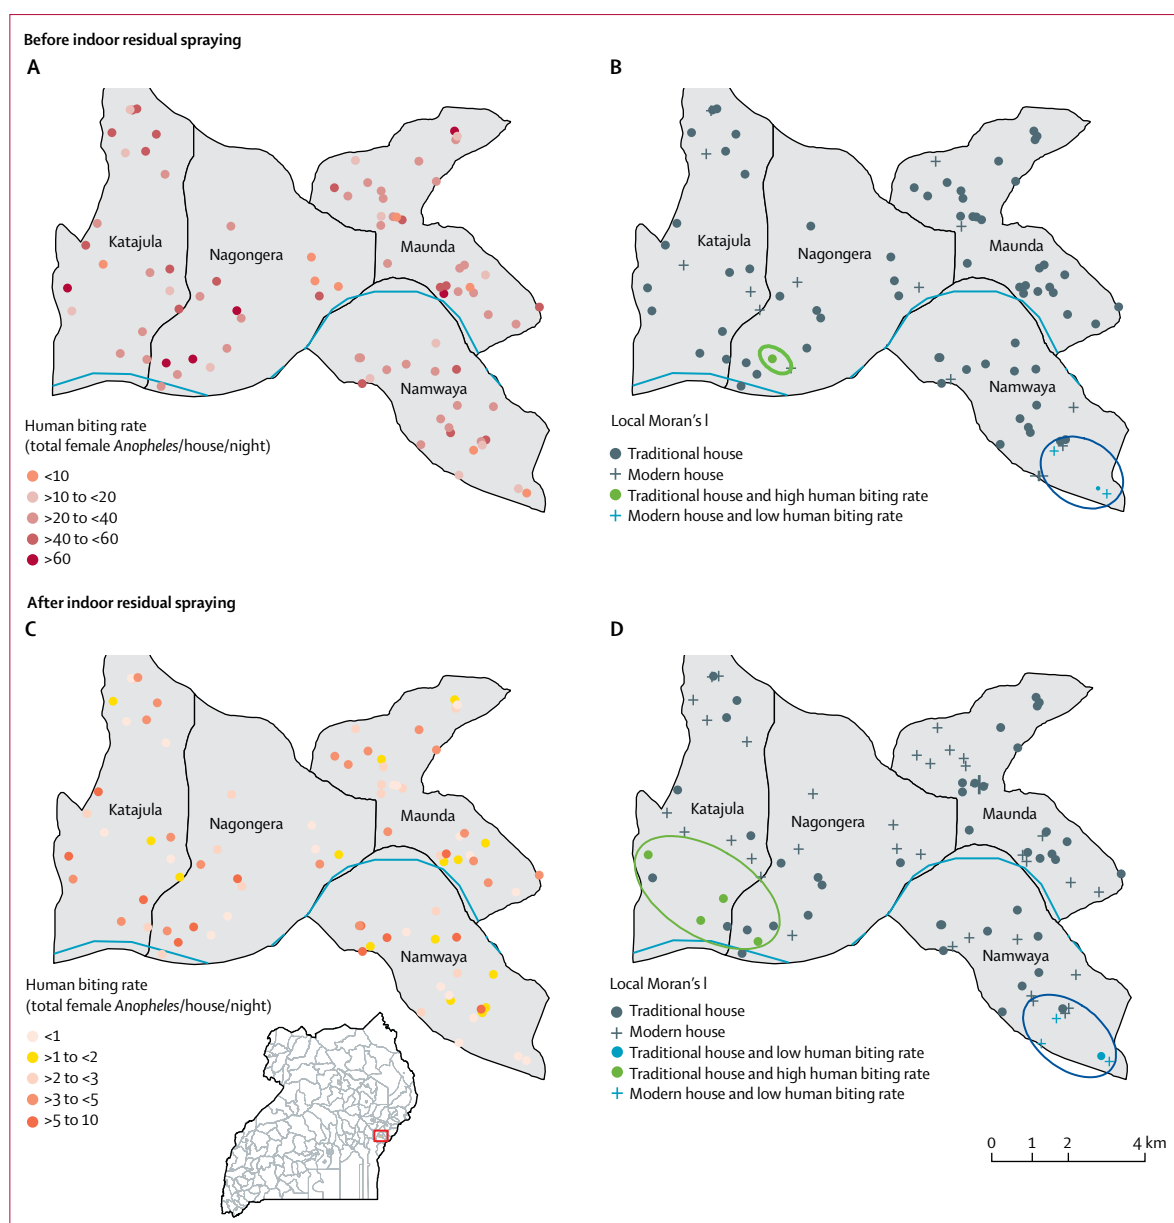 Before indoor residual spraying
A
B
Katajula
Nagongera
Maunda
Namwaya
Katajula
Nagongera
Maunda
Namwaya
Human biting rate
(total female Anopheles/house/night)
<10
>10 to <20
>20 to <40
>40 to <60
>60
Local Moran's l
Traditional house
Modern house
Traditional house and high human biting rate
Modern house and low human biting rate
After indoor residual spraying
C
D
Katajula
Nagongera
Maunda
Namwaya
Katajula
Nagongera
Maunda
Namwaya
Human biting rate
(total female Anopheles/house/night)
<1
>1 to <2
>2 to <3
>3 to <5
>5 to 10
Local Moran's l
Traditional house
Modern house
Traditional house and low human biting rate
Traditional house and high human biting rate
Modern house and low human biting rate
0 1 2 4 km